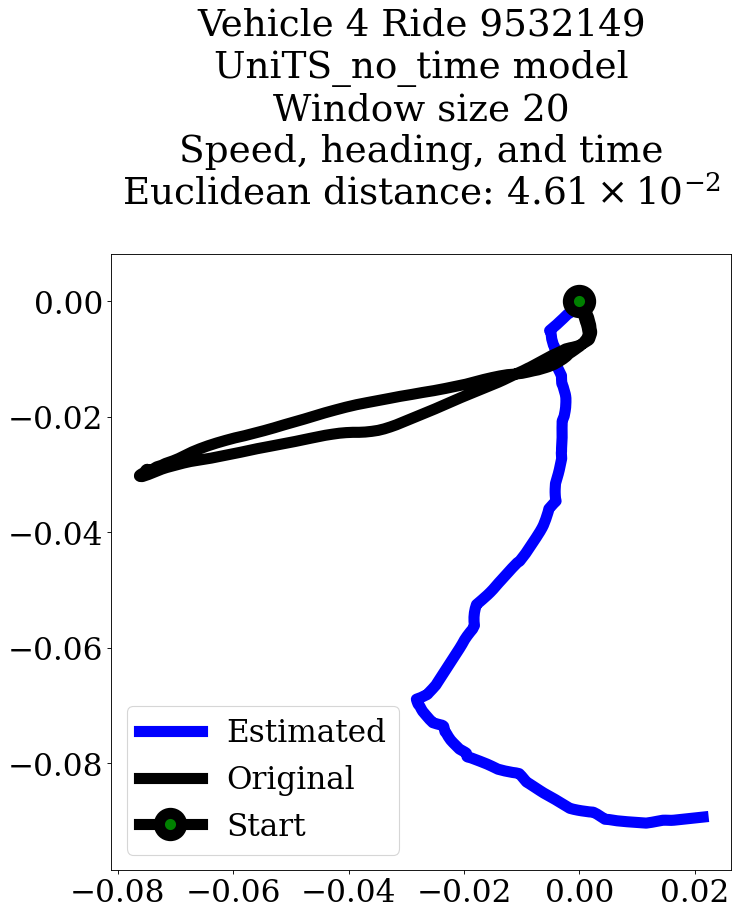 Vehicle 4 Ride 9532149
UniTS_no_time model
Window size 20
Speed, heading, and time
Euclidean distance: 4.61 × 10⁻²
0.00
−0.02
−0.04
−0.06
−0.08
Estimated
Original
Start
−0.08 −0.06 −0.04 −0.02 0.00 0.02